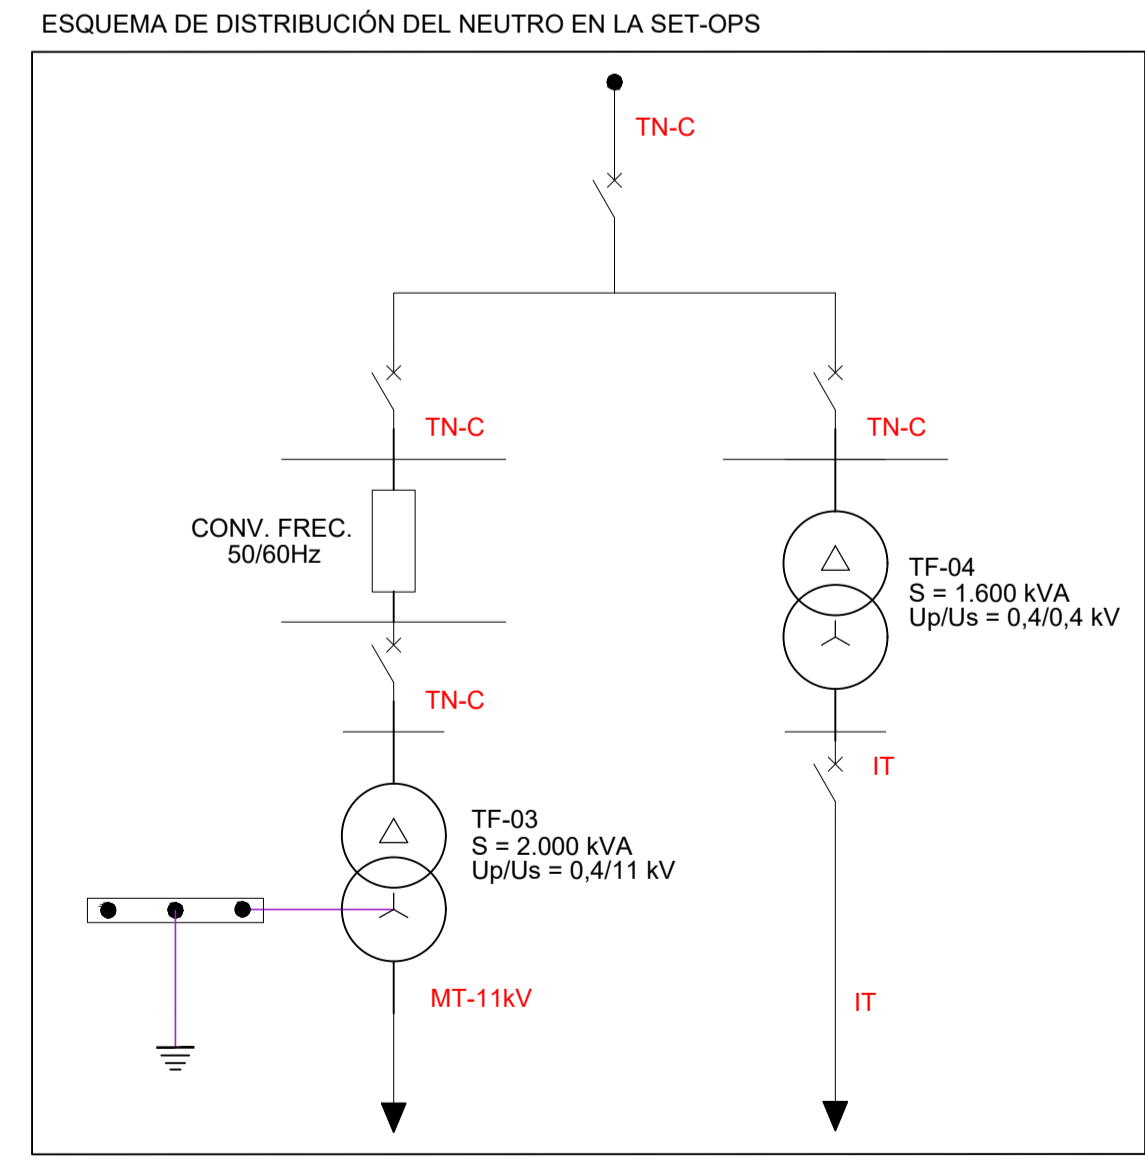 ESQUEMA DE DISTRIBUCIÓN DEL NEUTRO EN LA SET-OPS
TN-C
TN-C
TN-C
CONV. FREC.
50/60Hz
TF-04
S = 1.600 kVA
Up/Us = 0,4/0,4 kV
TN-C
IT
TF-03
S = 2.000 kVA
Up/Us = 0,4/11 kV
MT-11kV
IT